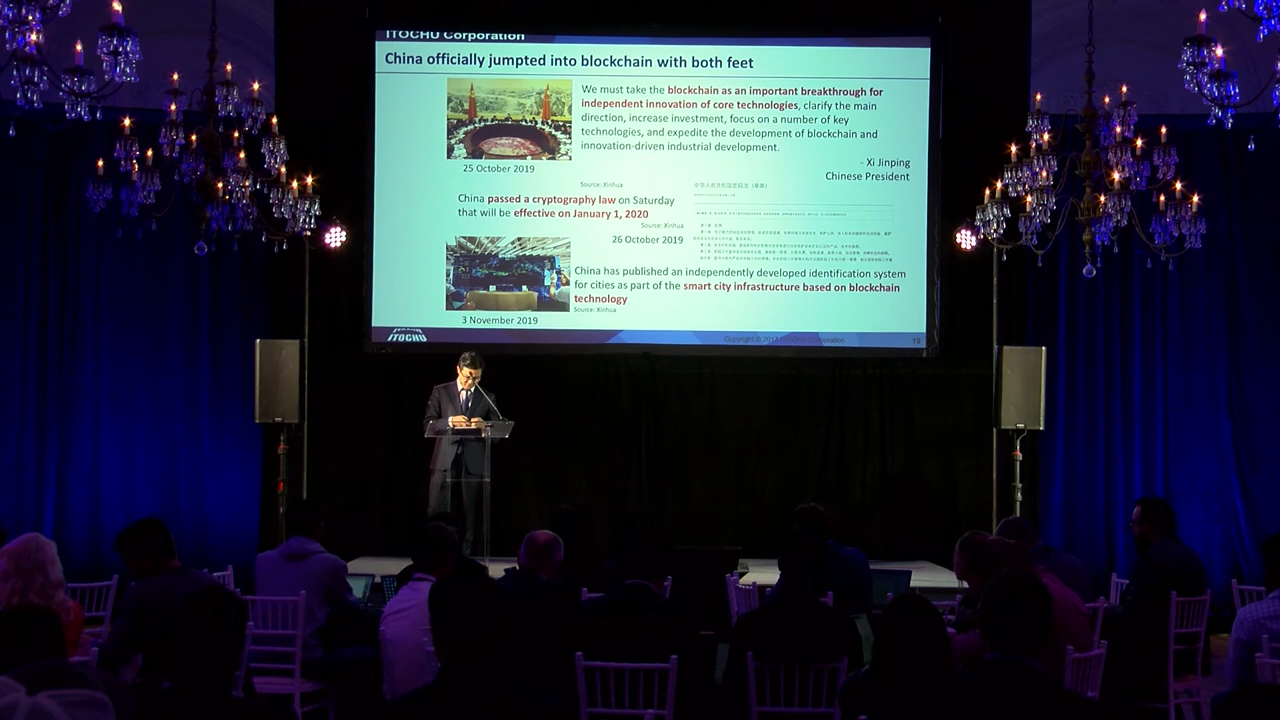 ITOCHU Corporation
China officially jumpted into blockchain with both feet
We must take the blockchain as an important breakthrough for
independent innovation of core technologies, clarify the main
direction, increase investment, focus on a number of key
technologies, and expedite the development of blockchain and
innovation-driven industrial development.
- Xi Jinping
Chinese President
25 October 2019
Source: Xinhua
China passed a cryptography law on Saturday
that will be effective on January 1, 2020
Source: Xinhua
26 October 2019
China has published an independently developed identification system
for cities as part of the smart city infrastructure based on blockchain
technology
Source: Xinhua
3 November 2019
ITOCHU
Corporation
19